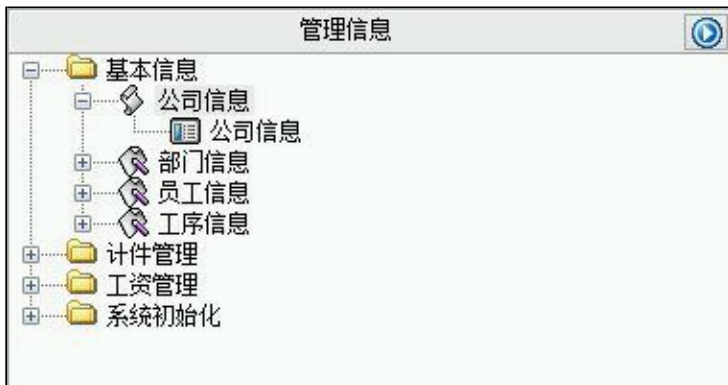 管理信息
基本信息
公司信息
公司信息
部门信息
员工信息
工序信息
计件管理
工资管理
系统初始化